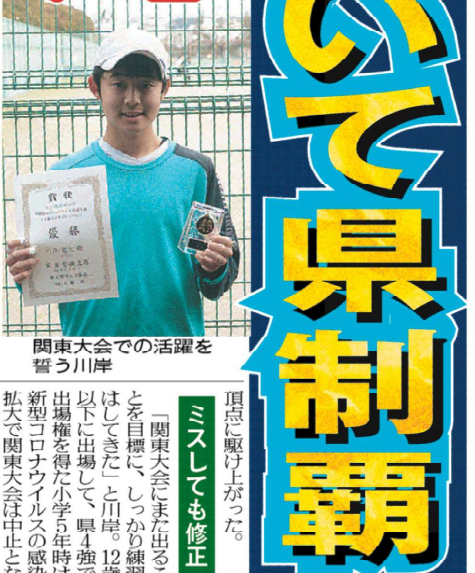 いて県制覇
賞状
優勝
関東大会での活躍を
誓う川岸
頂点に駆け上がった。
ミスしても修正
「関東大会にまた出るこ
とを目標に、しっかり練習
はしてきた」と川岸。12歳
以下に出場して、県4強で
出場権を得た小学5年時は
新型コロナウイルスの感染
拡大で関東大会は中止とな